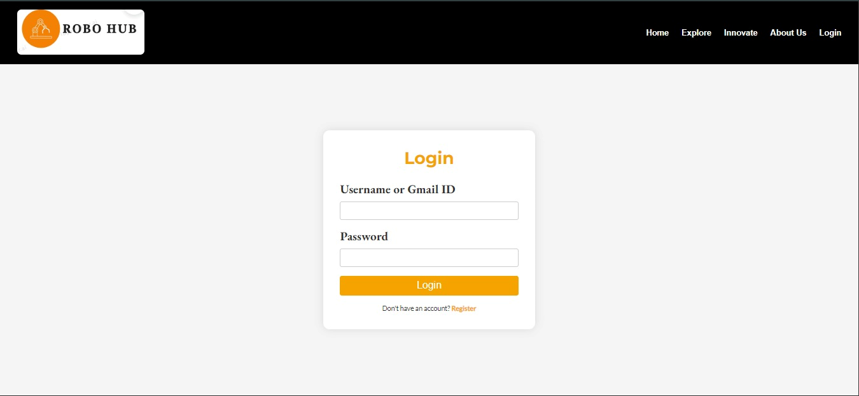 ROBO HUB
Home Explore Innovate About Us Login
Login
Username or Gmail ID
Password
Login
Don't have an account? Register